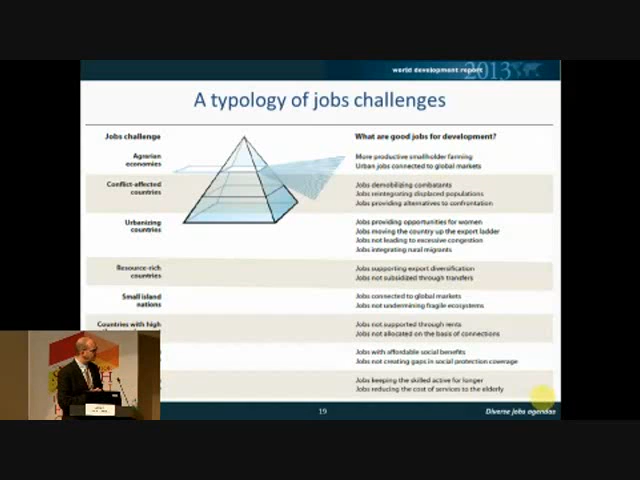 world development report 2013
A typology of jobs challenges
Jobs challenge
What are good jobs for development?
Agrarian
economies
More productive smallholder farming
Urban jobs connected to global markets
Conflict-affected
countries
Jobs demobilizing combatants
Jobs reintegrating displaced populations
Jobs providing alternatives to confrontation
Urbanizing
countries
Jobs providing opportunities for women
Jobs moving the country up the export ladder
Jobs not leading to excessive congestion
Jobs integrating rural migrants
Resource-rich
countries
Jobs supporting export diversification
Jobs not subsidized through transfers
Small island
nations
Jobs connected to global markets
Jobs not undermining fragile ecosystems
Countries with high
Jobs not supported through rents
Jobs not allocated on the basis of connections
Jobs with affordable social benefits
Jobs not creating gaps in social protection coverage
Jobs keeping the skilled active for longer
Jobs reducing the cost of services to the elderly
19
Diverse jobs agendas